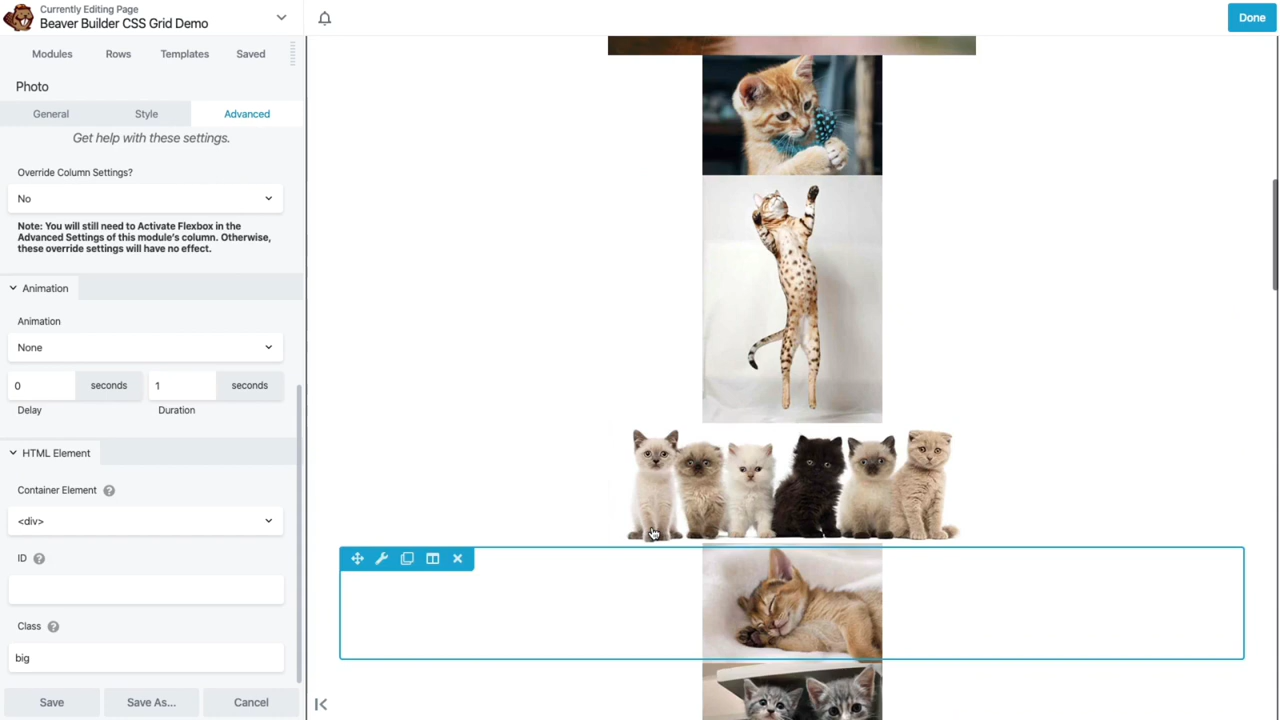 Currently Editing Page
Beaver Builder CSS Grid Demo
Done
Modules Rows Templates Saved
Photo
General Style Advanced
Get help with these settings.
Override Column Settings?
No
Note: You will still need to Activate Flexbox in the
Advanced Settings of this module's column. Otherwise,
these override settings will have no effect.
Animation
Animation
None
0 seconds 1 seconds
Delay Duration
HTML Element
Container Element ?
<div>
ID ?
Class ?
big
Save Save As... Cancel